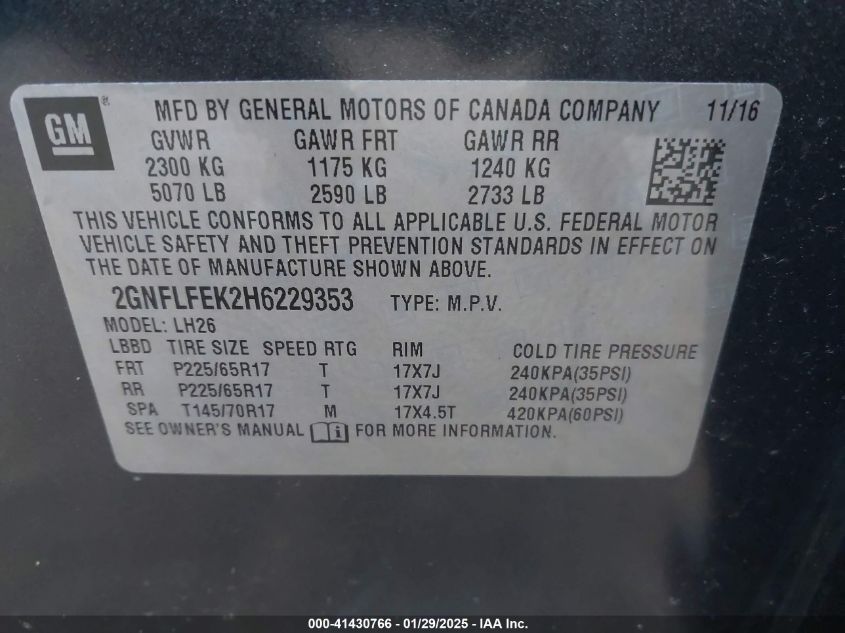 GM ® MFD BY GENERAL MOTORS OF CANADA COMPANY 11/16
GVWR GAWR FRT GAWR RR
2300 KG 1175 KG 1240 KG
5070 LB 2590 LB 2733 LB
THIS VEHICLE CONFORMS TO ALL APPLICABLE U.S. FEDERAL MOTOR
VEHICLE SAFETY AND THEFT PREVENTION STANDARDS IN EFFECT ON
THE DATE OF MANUFACTURE SHOWN ABOVE.
2GNFLFEK2H6229353 TYPE: M.P.V.
MODEL: LH26
LBBD TIRE SIZE SPEED RTG RIM COLD TIRE PRESSURE
FRT P225/65R17 T 17X7J 240KPA(35PSI)
RR P225/65R17 T 17X7J 240KPA(35PSI)
SPA T145/70R17 M 17X4.5T 420KPA(60PSI)
SEE OWNER'S MANUAL i FOR MORE INFORMATION.
000-41430766 - 01/29/2025 - IAA Inc.